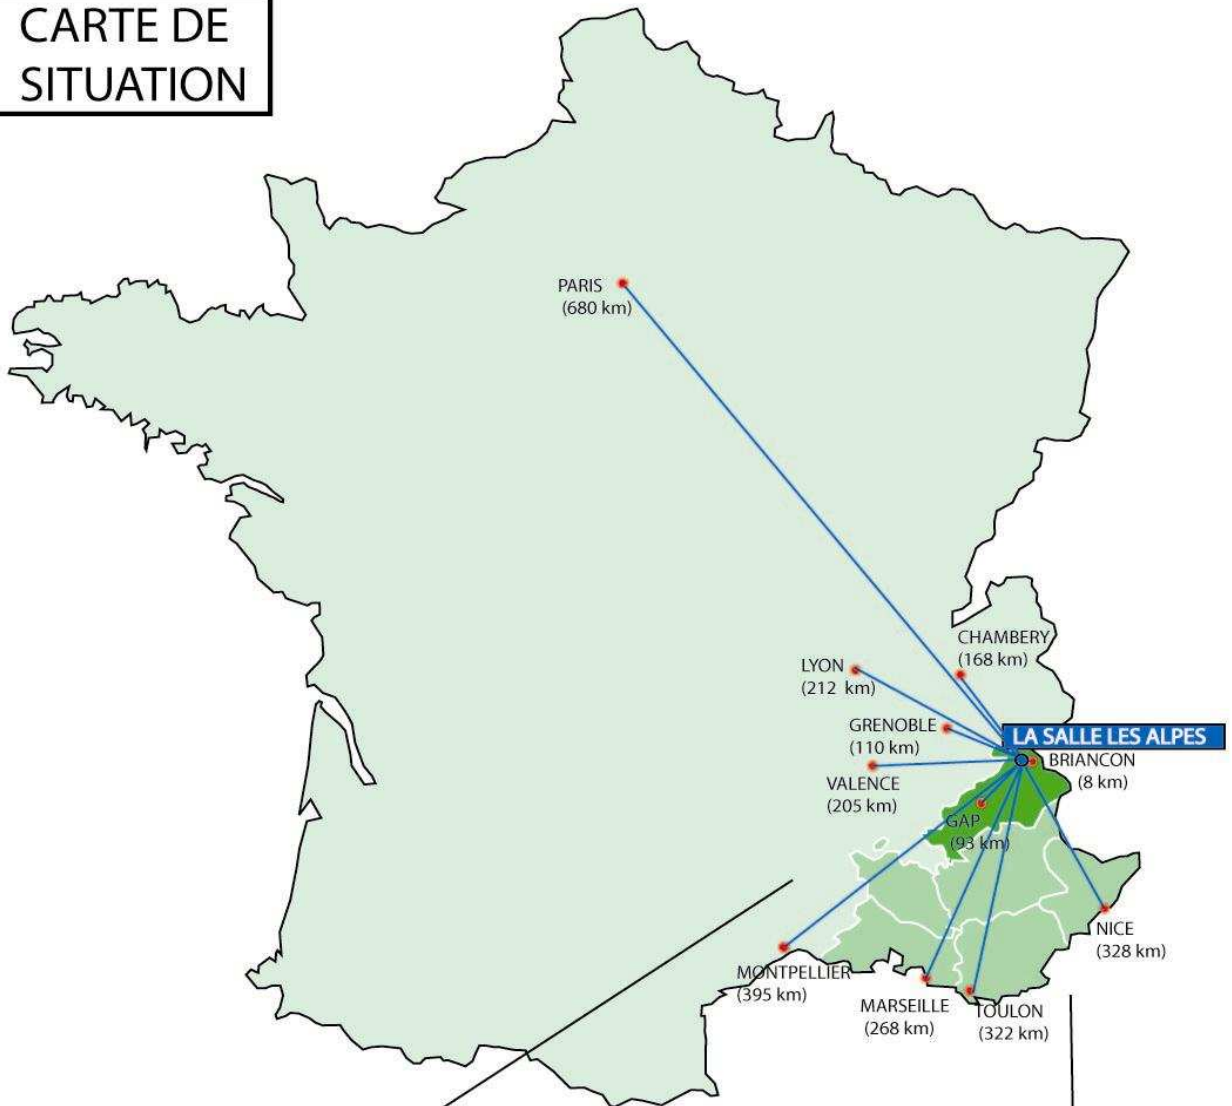 CARTE DE
SITUATION
PARIS
(680 km)
CHAMBERY
(168 km)
LYON
(212 km)
GRENOBLE
(110 km)
LA SALLE LES ALPES
BRIANCON
(8 km)
VALENCE
(205 km)
GAP
(93 km)
NICE
(328 km)
MONTPELLIER
(395 km)
MARSEILLE
(268 km)
TOULON
(322 km)